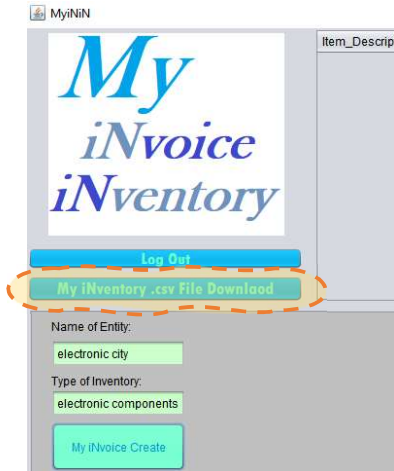 MyiNiN
Item_Descrip
My
iNvoice
iNventory
Log Out
My iNventory .csv File Downlaod
Name of Entity:
electronic city
Type of Inventory:
electronic components
My iNvoice Create